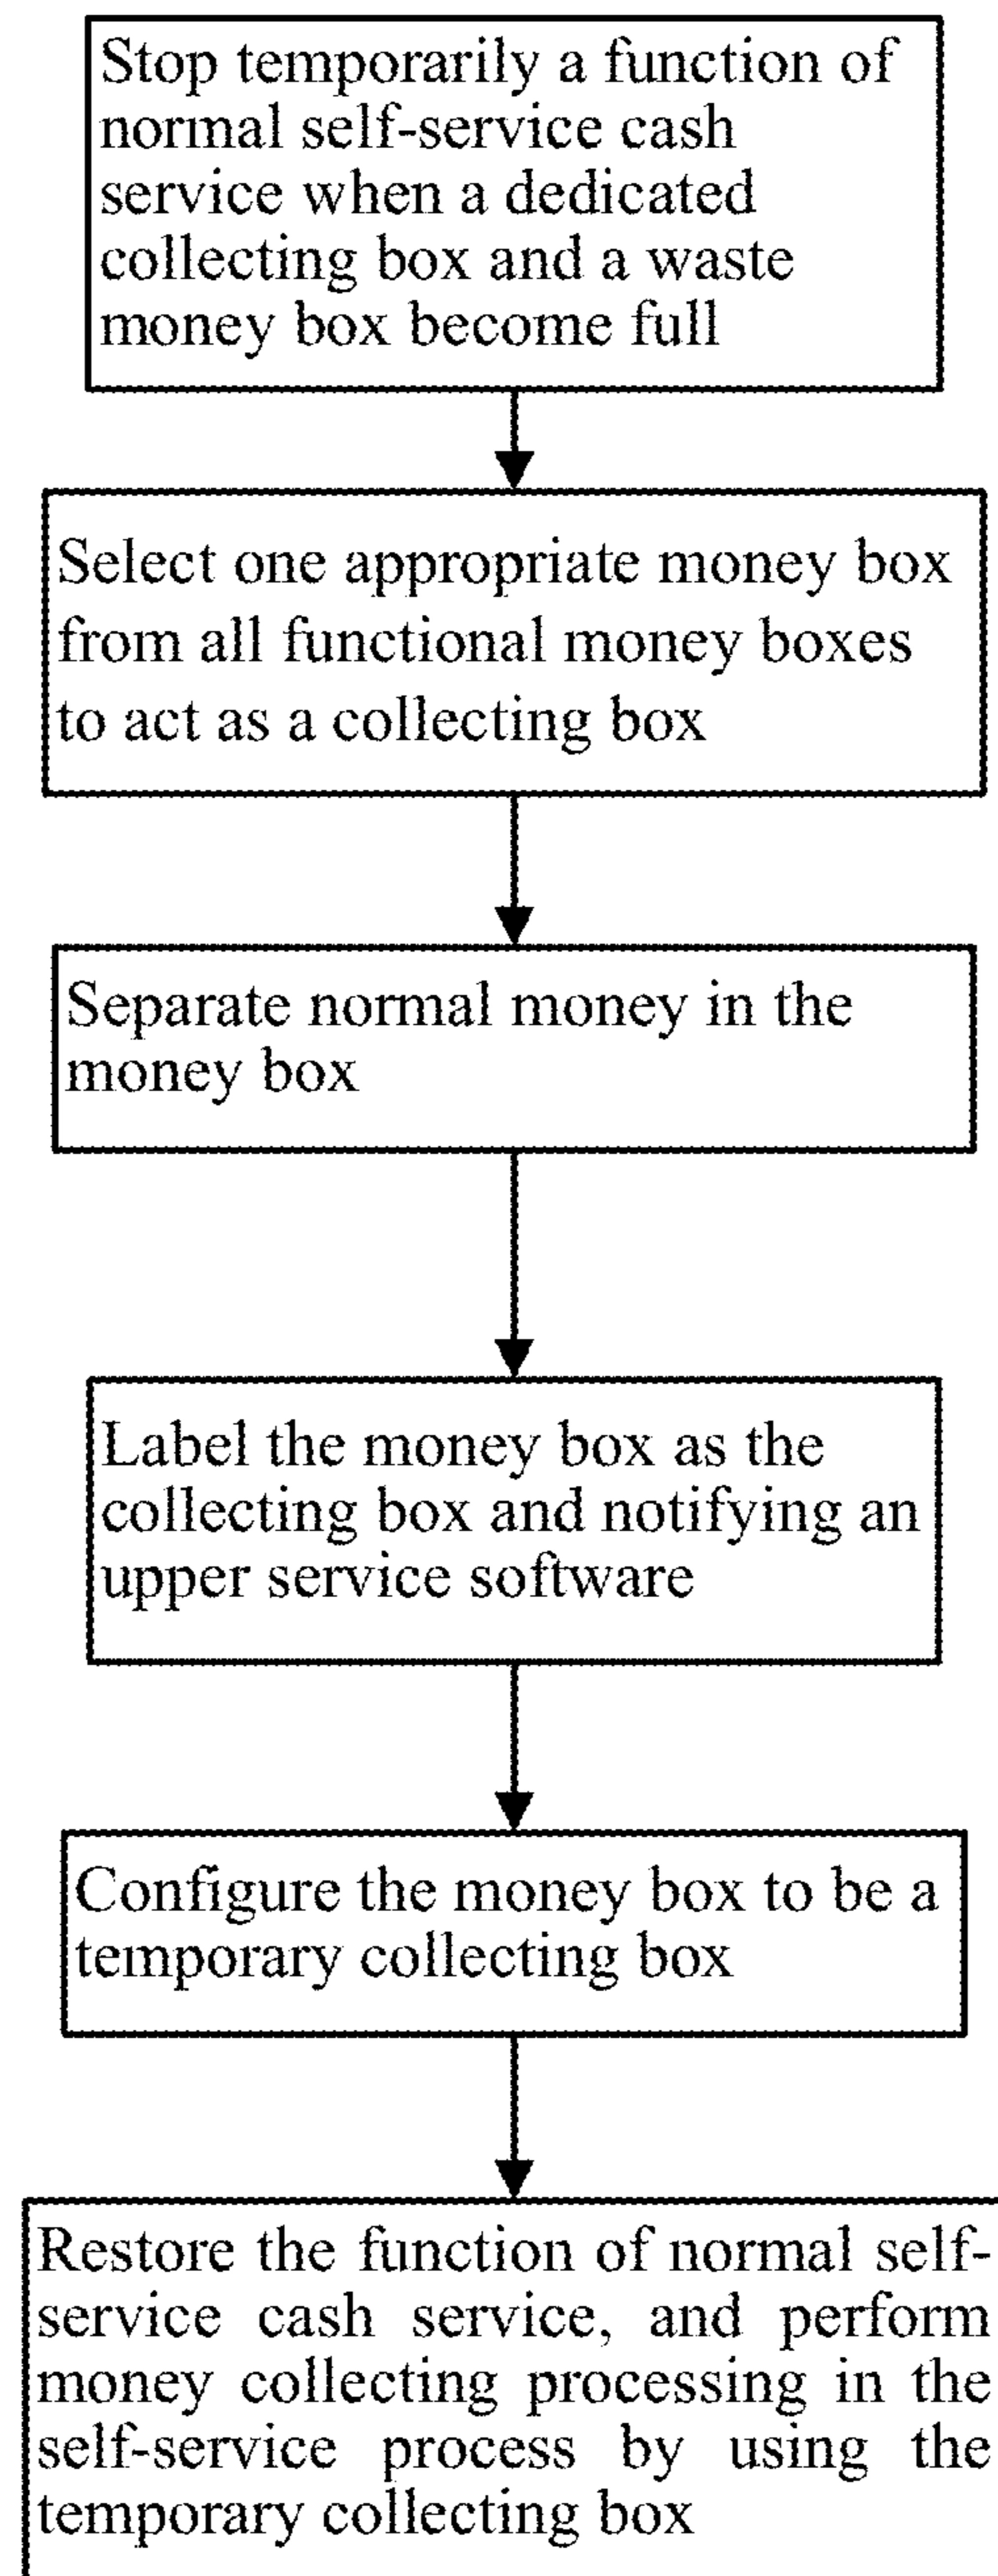 Stop temporarily a function of
normal self-service cash
service when a dedicated
collecting box and a waste
money box become full
Select one appropriate money box
from all functional money boxes
to act as a collecting box
Separate normal money in the
money box
Label the money box as the
collecting box and notifying an
upper service software
Configure the money box to be a
temporary collecting box
Restore the function of normal self-
service cash service, and perform
money collecting processing in the
self-service process by using the
temporary collecting box